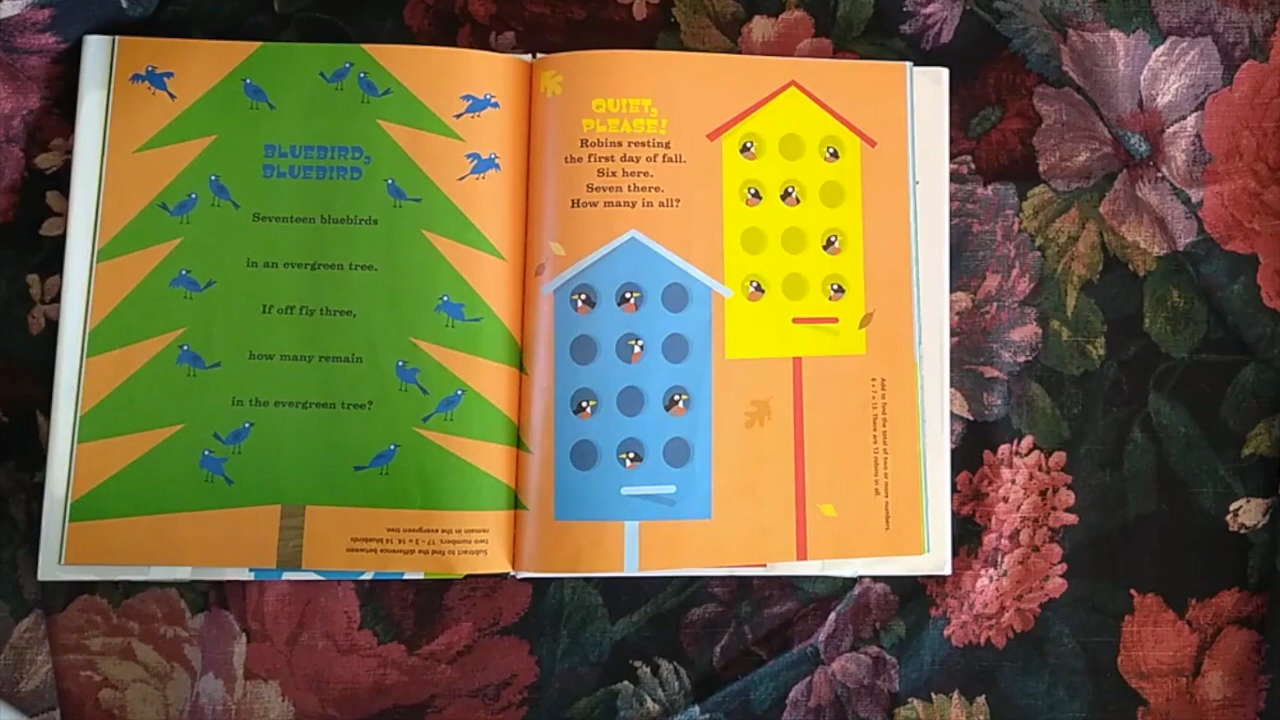 BLUEBIRD,
BLUEBIRD
Seventeen bluebirds
in an evergreen tree.
If off fly three,
how many remain
in the evergreen tree?
Subtract to find the difference between
two numbers. 17 - 3 = 14. 14 bluebirds
remain in the evergreen tree.
QUIET,
PLEASE!
Robins resting
the first day of fall.
Six here.
Seven there.
How many in all?
Add to find the total of two or more numbers
6 + 7 = 13. There are 13 robins in all.